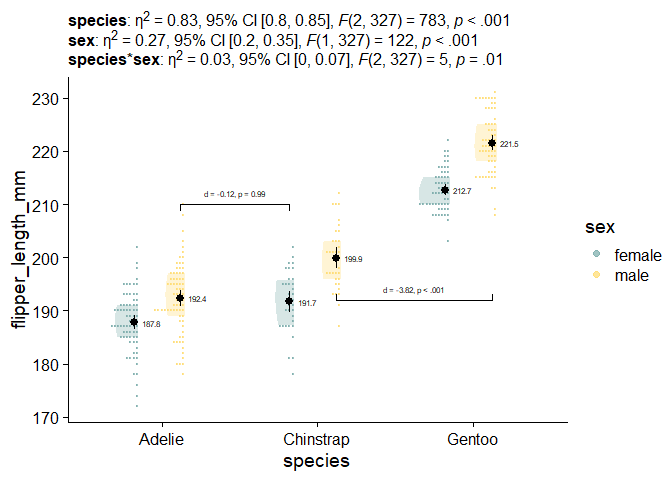 species: η² = 0.83, 95% CI [0.8, 0.85], F(2, 327) = 783, p < .001
sex: η² = 0.27, 95% CI [0.2, 0.35], F(1, 327) = 122, p < .001
species*sex: η² = 0.03, 95% CI [0, 0.07], F(2, 327) = 5, p = .01
flipper_length_mm
230
220
210
200
190
180
170
d = -0.12, p = 0.99
d = -3.82, p < .001
187.8
192.4
191.7
199.9
212.7
221.5
Adelie
Chinstrap
Gentoo
species
sex
female
male